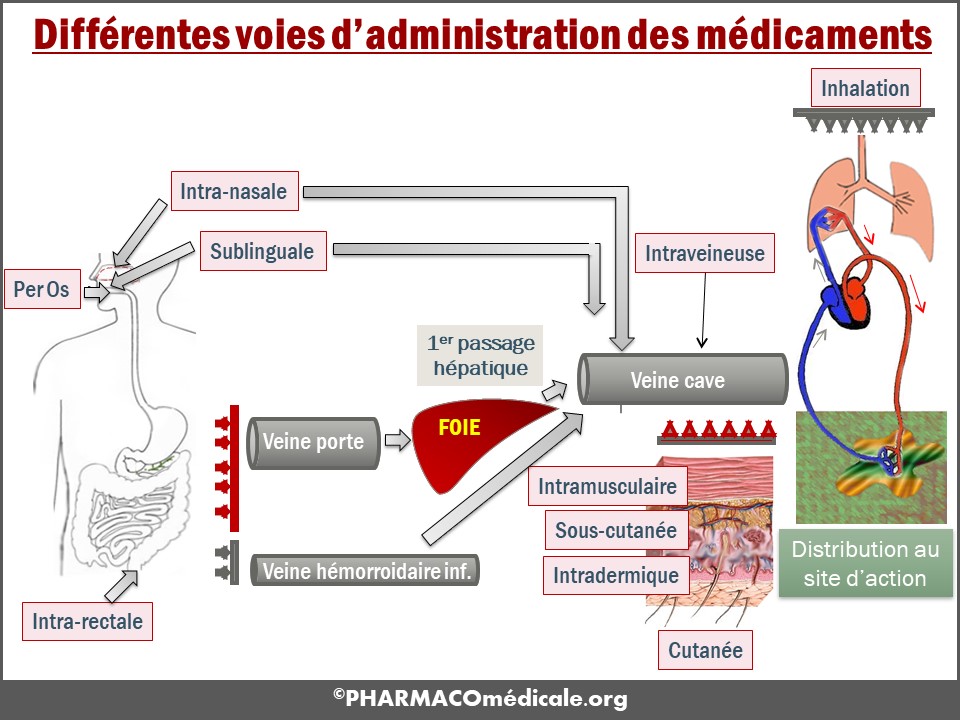 Différentes voies d’administration des médicaments
Inhalation
Intra-nasale
Sublinguale
Intraveineuse
Per Os
1er passage
hépatique
Veine cave
FOIE
Veine porte
Intramusculaire
Sous-cutanée
Distribution au
site d’action
Veine hémorroidaire inf.
Intradermique
Intra-rectale
Cutanée
©PHARMACOmédicale.org